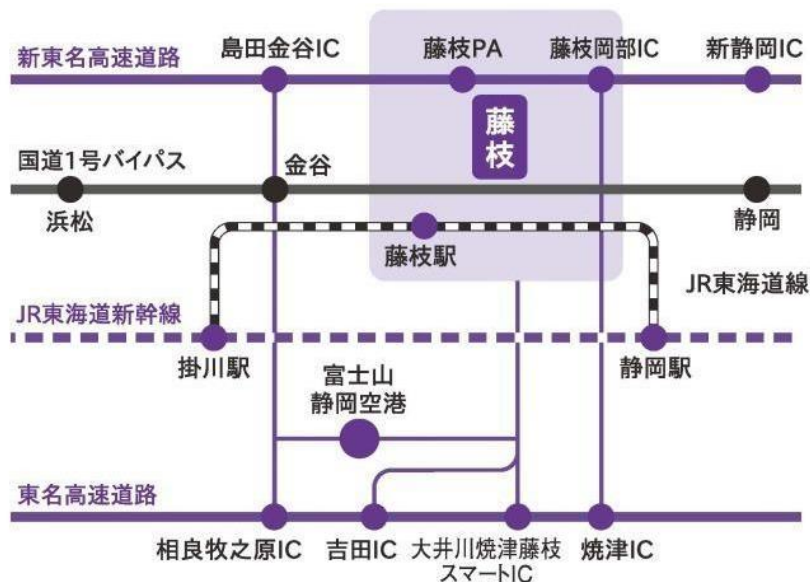 島田金谷IC
藤枝PA
藤枝岡部IC
新静岡IC
新東名高速道路
藤枝
国道1号バイパス
金谷
浜松
静岡
藤枝駅
JR東海道線
JR東海道新幹線
掛川駅
静岡駅
富士山
静岡空港
東名高速道路
相良牧之原IC
吉田IC
大井川焼津藤枝
スマートIC
焼津IC